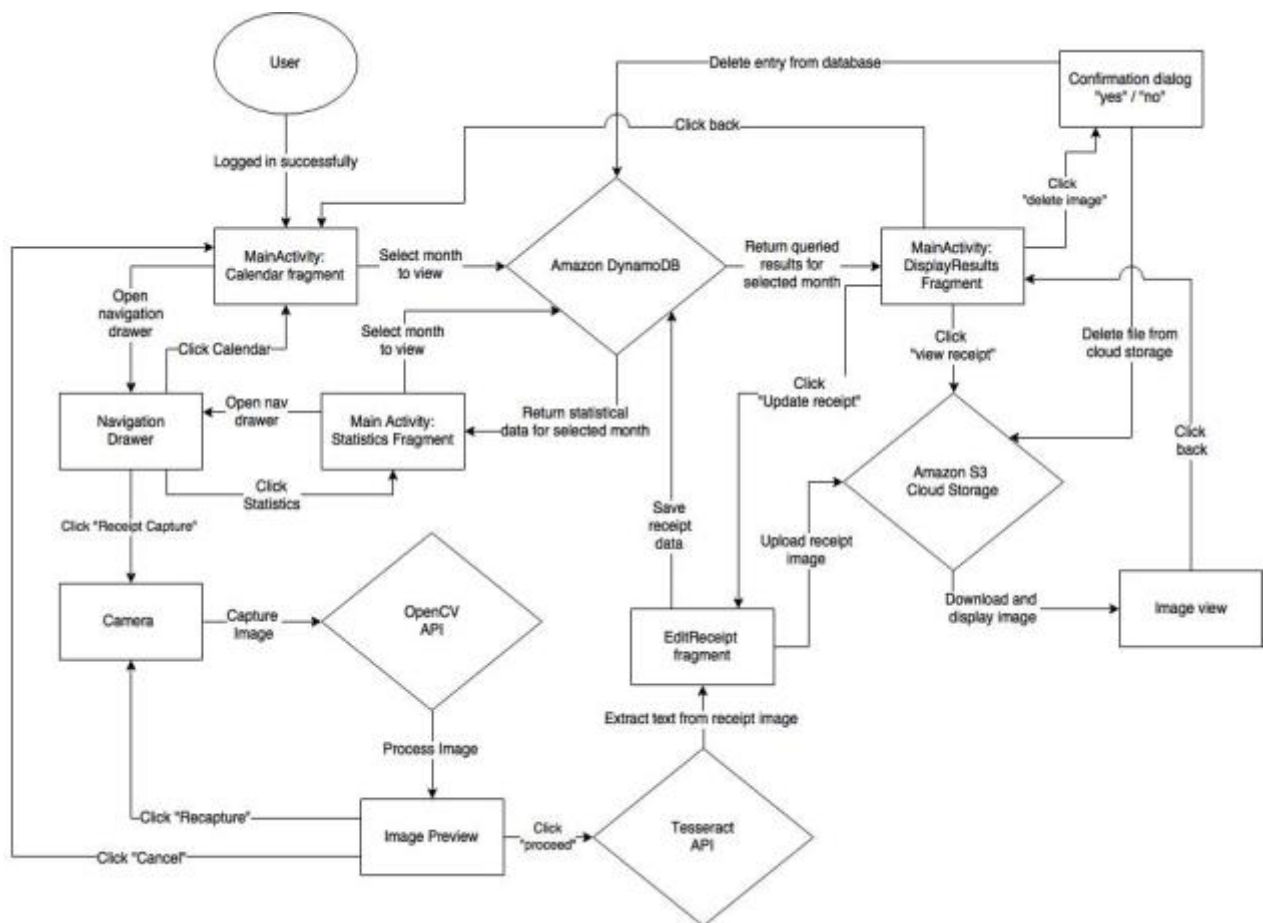 User
Delete entry from database
Confirmation dialog
"yes" / "no"
Click back
Logged in successfully
Click
"delete image"
MainActivity:
Calendar fragment
Select month
to view
Amazon DynamoDB
Return queried
results for
selected month
MainActivity:
DisplayResults
Fragment
Open
navigation
drawer
Click Calendar
Select month
to view
Click
"view receipt"
Delete file from
cloud storage
Click
"Update receipt"
Navigation
Drawer
Open nav
drawer
Main Activity:
Statistics Fragment
Return statistical
data for selected month
Click
back
Click
Statistics
Amazon S3
Cloud Storage
Click "Receipt Capture"
Save
receipt
data
Upload receipt
image
Camera
Capture
Image
OpenCV
API
EditReceipt
fragment
Download and
display image
Image view
Extract text from receipt image
Process Image
Click "Recapture"
Image Preview
Click
"proceed"
Tesseract
API
Click "Cancel"